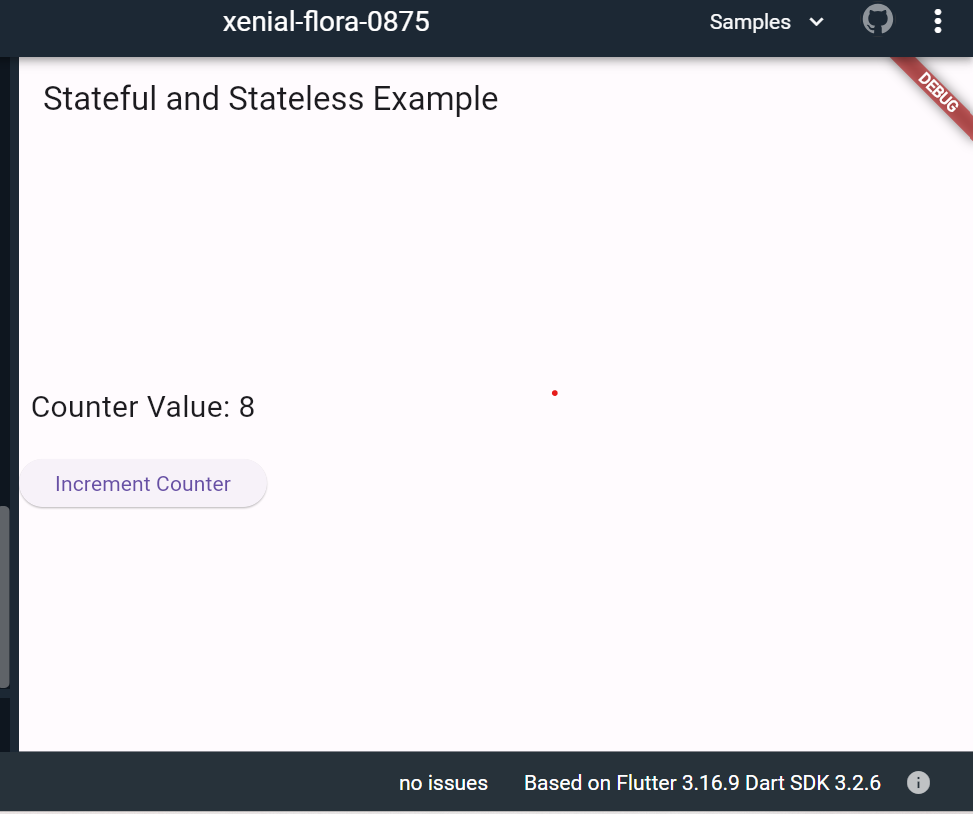 xenial-flora-0875 Samples
DEBUG
Stateful and Stateless Example
Counter Value: 8
Increment Counter
no issues Based on Flutter 3.16.9 Dart SDK 3.2.6